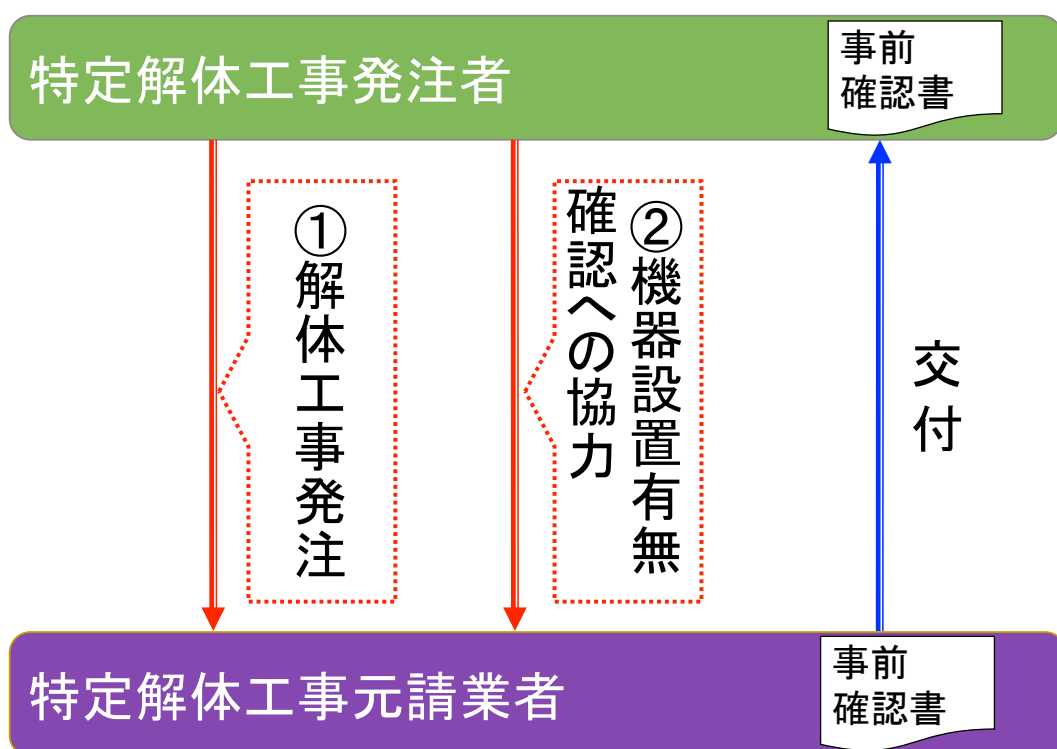 特定解体工事発注者
事前
確認書
①解体工事発注
②機器設置有無
確認への協力
交付
特定解体工事元請業者
事前
確認書